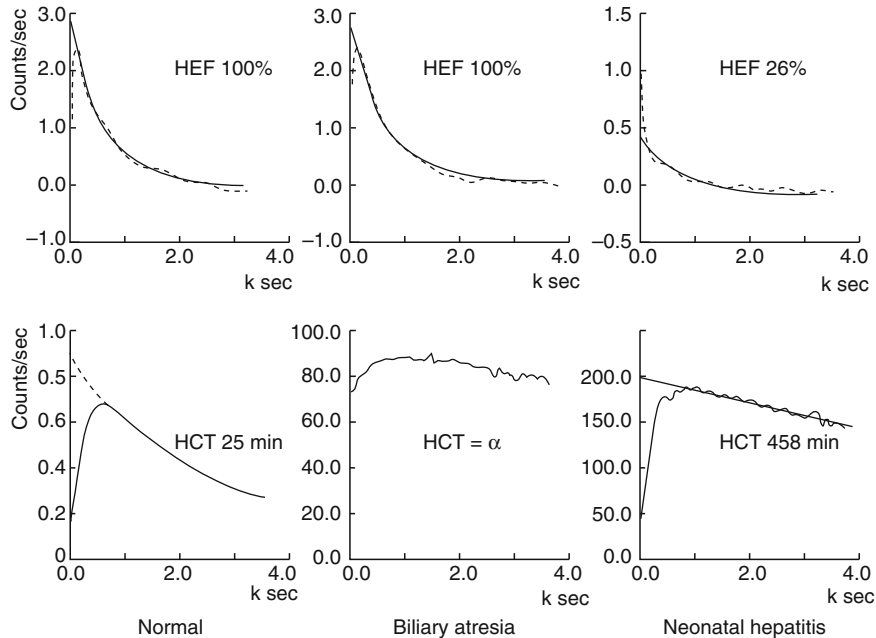 Counts/sec
3.0
2.0
1.0
0.0
–1.0
HEF 100%
0.0
2.0
4.0
k sec
3.0
2.0
1.0
0.0
–1.0
HEF 100%
0.0
2.0
4.0
k sec
1.5
1.0
0.5
0.0
–0.5
HEF 26%
0.0
2.0
4.0
k sec
Counts/sec
1.0
0.5
0.6
0.4
0.2
0
HCT 25 min
0.0
2.0
4.0
k sec
Normal
100.0
80.0
60.0
40.0
20.0
0.0
HCT = α
0.0
2.0
4.0
k sec
Biliary atresia
200.0
150.0
100.0
50.0
0.0
HCT 458 min
0.0
2.0
4.0
k sec
Neonatal hepatitis